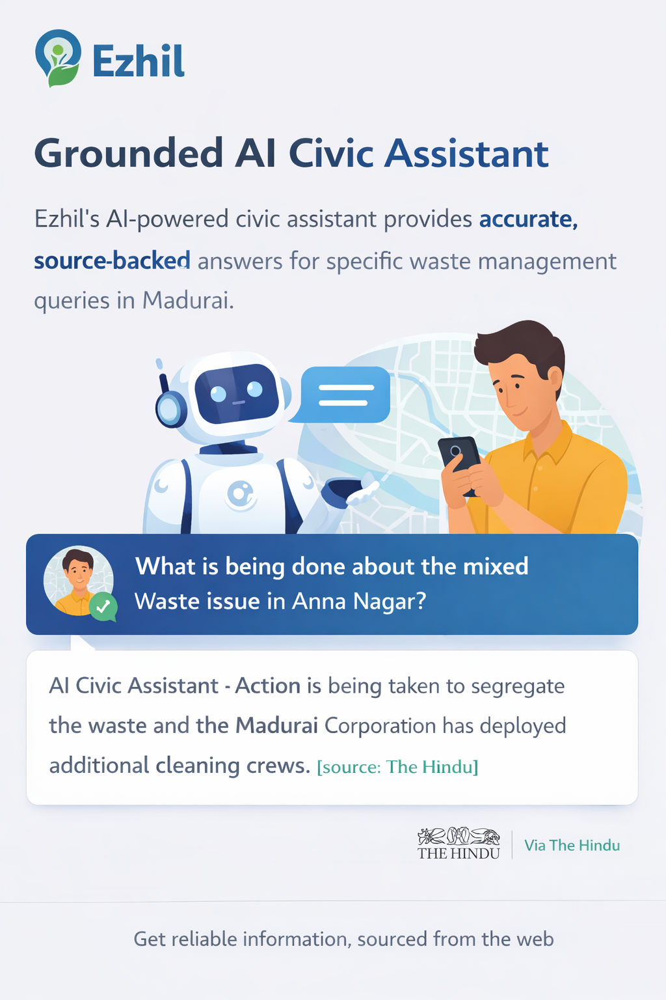 Ezhil
Grounded AI Civic Assistant
Ezhil's AI-powered civic assistant provides accurate,
source-backed answers for specific waste management
queries in Madurai.
What is being done about the mixed
Waste issue in Anna Nagar?
AI Civic Assistant - Action is being taken to segregate
the waste and the Madurai Corporation has deployed
additional cleaning crews. [source: The Hindu]
THE HINDU
Via The Hindu
Get reliable information, sourced from the web